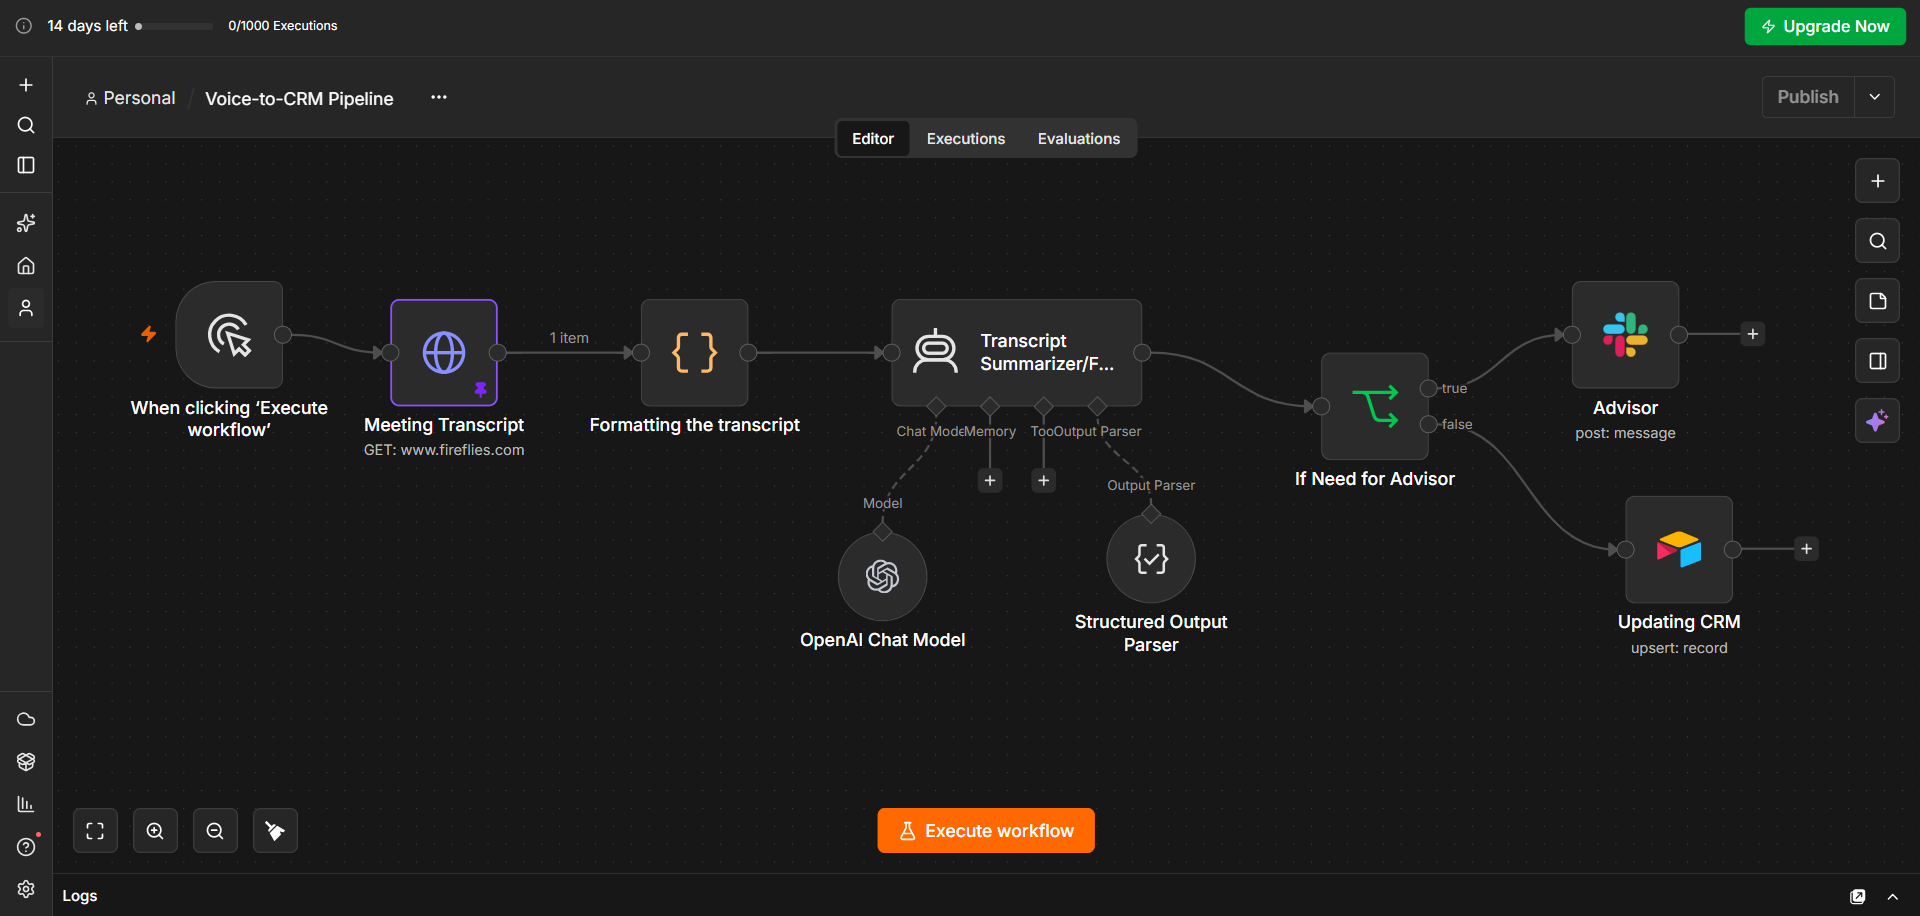 14 days left
0/1000 Executions
Upgrade Now
Personal / Voice-to-CRM Pipeline
Publish
Editor
Executions
Evaluations
When clicking ‘Execute
workflow’
Meeting Transcript
GET: www.fireflies.com
1 item
Formatting the transcript
Transcript
Summarizer/F...
Chat Mode
Memory
Too
Output Parser
Model
OpenAI Chat Model
Output Parser
Structured Output
Parser
true
false
If Need for Advisor
Advisor
post: message
Updating CRM
upsert: record
Execute workflow
Logs